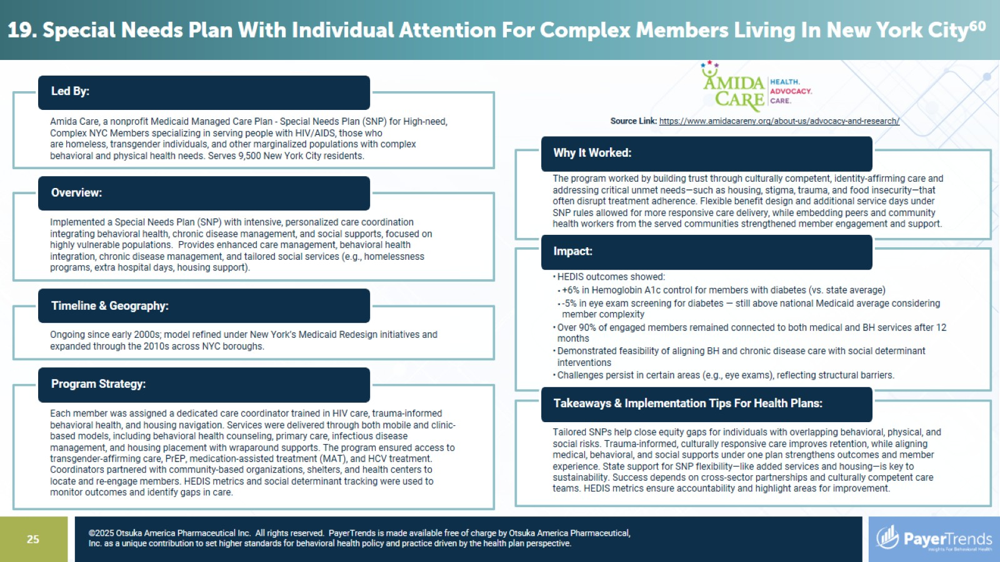 19. Special Needs Plan With Individual Attention For Complex Members Living In New York City60
Led By:
Amida Care, a nonprofit Medicaid Managed Care Plan - Special Needs Plan (SNP) for High-need,
Complex NYC Members specializing in serving people with HIV/AIDS, those who
are homeless, transgender individuals, and other marginalized populations with complex
behavioral and physical health needs. Serves 9,500 New York City residents.
Overview:
Implemented a Special Needs Plan (SNP) with intensive, personalized care coordination
integrating behavioral health, chronic disease management, and social supports, focused on
highly vulnerable populations. Provides enhanced care management, behavioral health
integration, chronic disease management, and tailored social services (e.g., homelessness
programs, extra hospital days, housing support).
Timeline & Geography:
Ongoing since early 2000s; model refined under New York's Medicaid Redesign initiatives and
expanded through the 2010s across NYC boroughs.
Program Strategy:
Each member was assigned a dedicated care coordinator trained in HIV care, trauma-informed
behavioral health, and housing navigation. Services were delivered through both mobile and clinic-
based models, including behavioral health counseling, primary care, infectious disease
management, and housing placement with wraparound supports. The program ensured access to
transgender-affirming care, PrEP, medication-assisted treatment (MAT), and HCV treatment.
Coordinators partnered with community-based organizations, shelters, and health centers to
locate and re-engage members. HEDIS metrics and social determinant tracking were used to
monitor outcomes and identify gaps in care.
AMIDA
CARE
HEALTH.
ADVOCACY.
CARE.
Source Link: https://www.amidacareny.org/about-us/advocacy-and-research/
Why It Worked:
The program worked by building trust through culturally competent, identity-affirming care and
addressing critical unmet needs—such as housing, stigma, trauma, and food insecurity—that
often disrupt treatment adherence. Flexible benefit design and additional service days under
SNP rules allowed for more responsive care delivery, while embedding peers and community
health workers from the served communities strengthened member engagement and support.
Impact:
• HEDIS outcomes showed:
- +6% in Hemoglobin A1c control for members with diabetes (vs. state average)
- -5% in eye exam screening for diabetes — still above national Medicaid average considering
member complexity
• Over 90% of engaged members remained connected to both medical and BH services after 12
months
• Demonstrated feasibility of aligning BH and chronic disease care with social determinant
interventions
• Challenges persist in certain areas (e.g., eye exams), reflecting structural barriers.
Takeaways & Implementation Tips For Health Plans:
Tailored SNPs help close equity gaps for individuals with overlapping behavioral, physical, and
social risks. Trauma-informed, culturally responsive care improves retention, while aligning
medical, behavioral, and social supports under one plan strengthens outcomes and member
experience. State support for SNP flexibility—like added services and housing—is key to
sustainability. Success depends on cross-sector partnerships and culturally competent care
teams. HEDIS metrics ensure accountability and highlight areas for improvement.
25
©2025 Otsuka America Pharmaceutical Inc. All rights reserved. PayerTrends is made available free of charge by Otsuka America Pharmaceutical,
Inc. as a unique contribution to set higher standards for behavioral health policy and practice driven by the health plan perspective.
PayerTrends
Insights For Behavioral Health